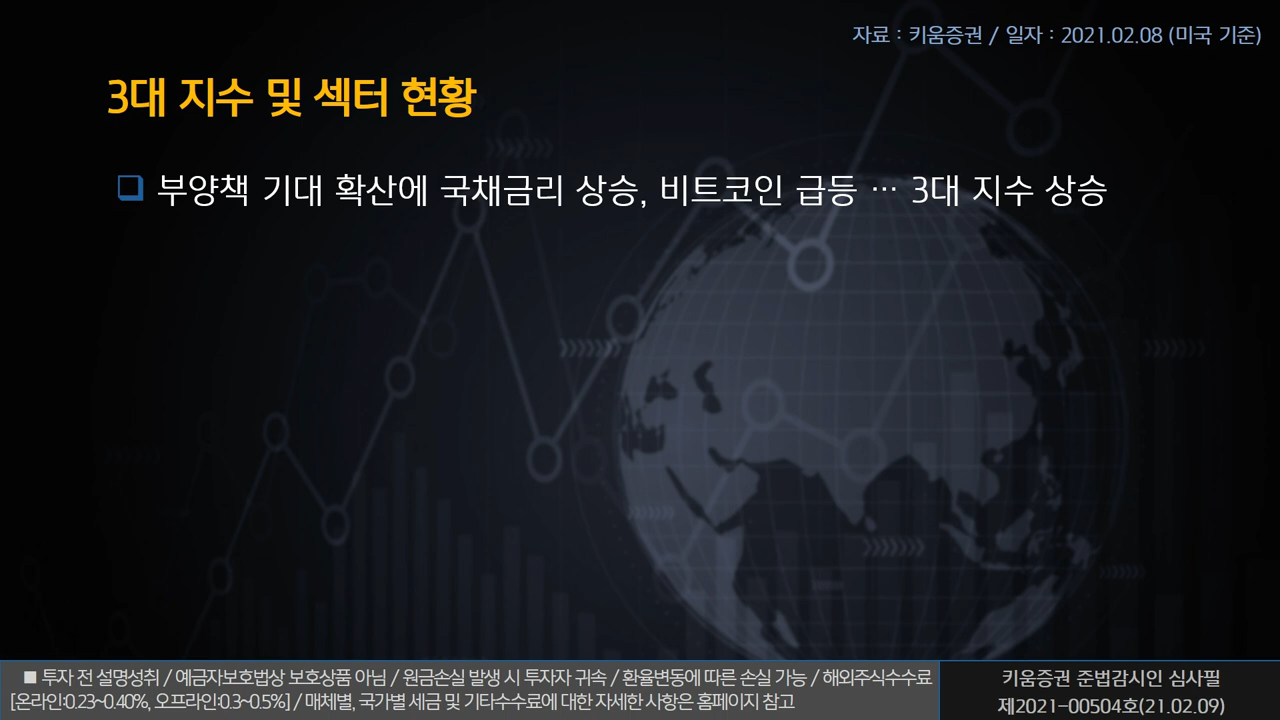 자료 : 키움증권 / 일자 : 2021.02.08 (미국 기준)
3대 지수 및 섹터 현황
❑ 부양책 기대 확산에 국채금리 상승, 비트코인 급등 … 3대 지수 상승
■ 투자 전 설명청취 / 예금자보호법상 보호상품 아님 / 원금손실 발생 시 투자자 귀속 / 환율변동에 따른 손실 가능 / 해외주식수수료
[온라인:0.23~0.40%, 오프라인:0.3~0.5%] / 매체별, 국가별 세금 및 기타수수료에 대한 자세한 사항은 홈페이지 참고
키움증권 준법감시인 심사필
제2021-00504호(21.02.09)